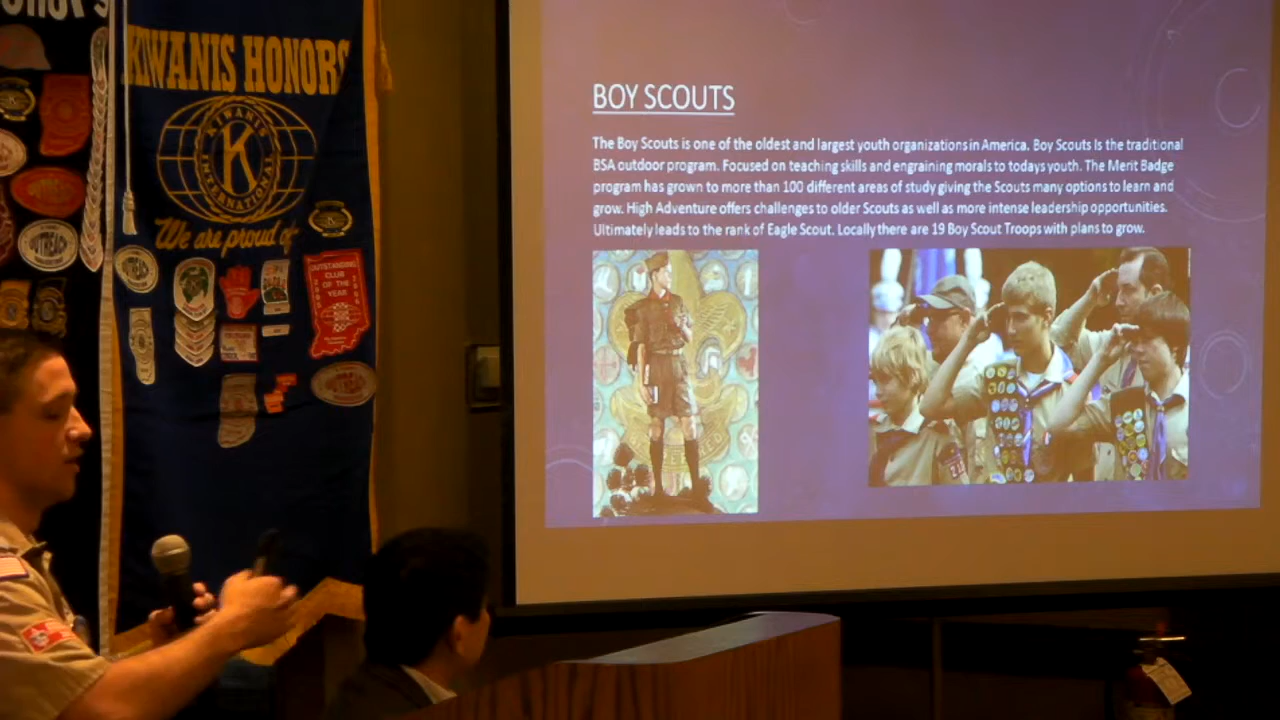 KIWANIS HONORS
KIWANIS
K
INTERNATIONAL
We are proud of
OUTREACH
OUTSTANDING
CLUB
OF THE
YEAR
BOY SCOUTS
The Boy Scouts is one of the oldest and largest youth organizations in America. Boy Scouts Is the traditional
BSA outdoor program. Focused on teaching skills and engraining morals to todays youth. The Merit Badge
program has grown to more than 100 different areas of study giving the Scouts many options to learn and
grow. High Adventure offers challenges to older Scouts as well as more intense leadership opportunities.
Ultimately leads to the rank of Eagle Scout. Locally there are 19 Boy Scout Troops with plans to grow.